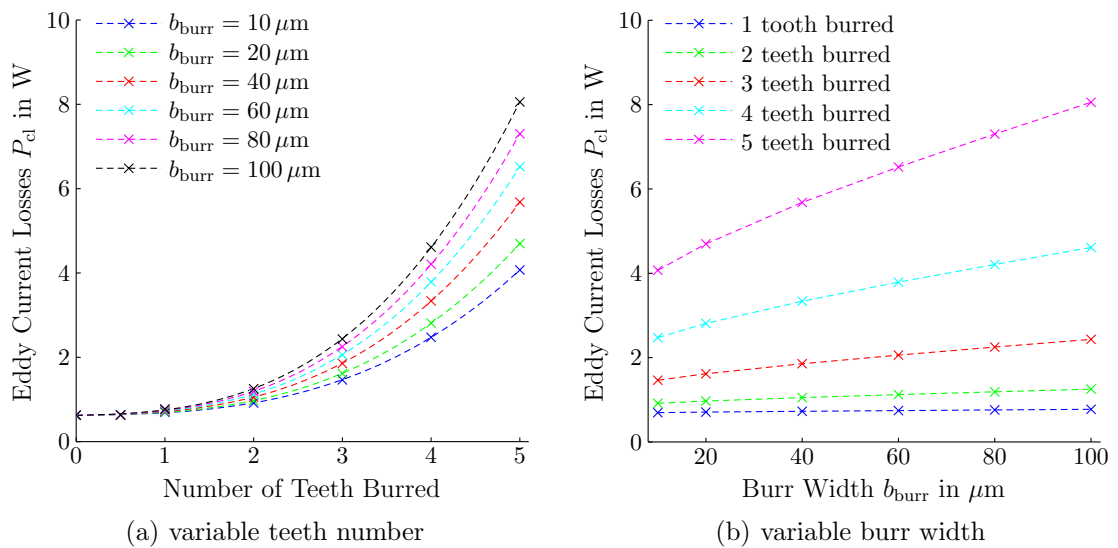 Eddy Current Losses P_cl in W
10
8
6
4
2
0
b_burr = 10 μm
b_burr = 20 μm
b_burr = 40 μm
b_burr = 60 μm
b_burr = 80 μm
b_burr = 100 μm
0 1 2 3 4 5
Number of Teeth Burred
(a) variable teeth number
Eddy Current Losses P_cl in W
10
8
6
4
2
0
1 tooth burred
2 teeth burred
3 teeth burred
4 teeth burred
5 teeth burred
20 40 60 80 100
Burr Width b_burr in μm
(b) variable burr width